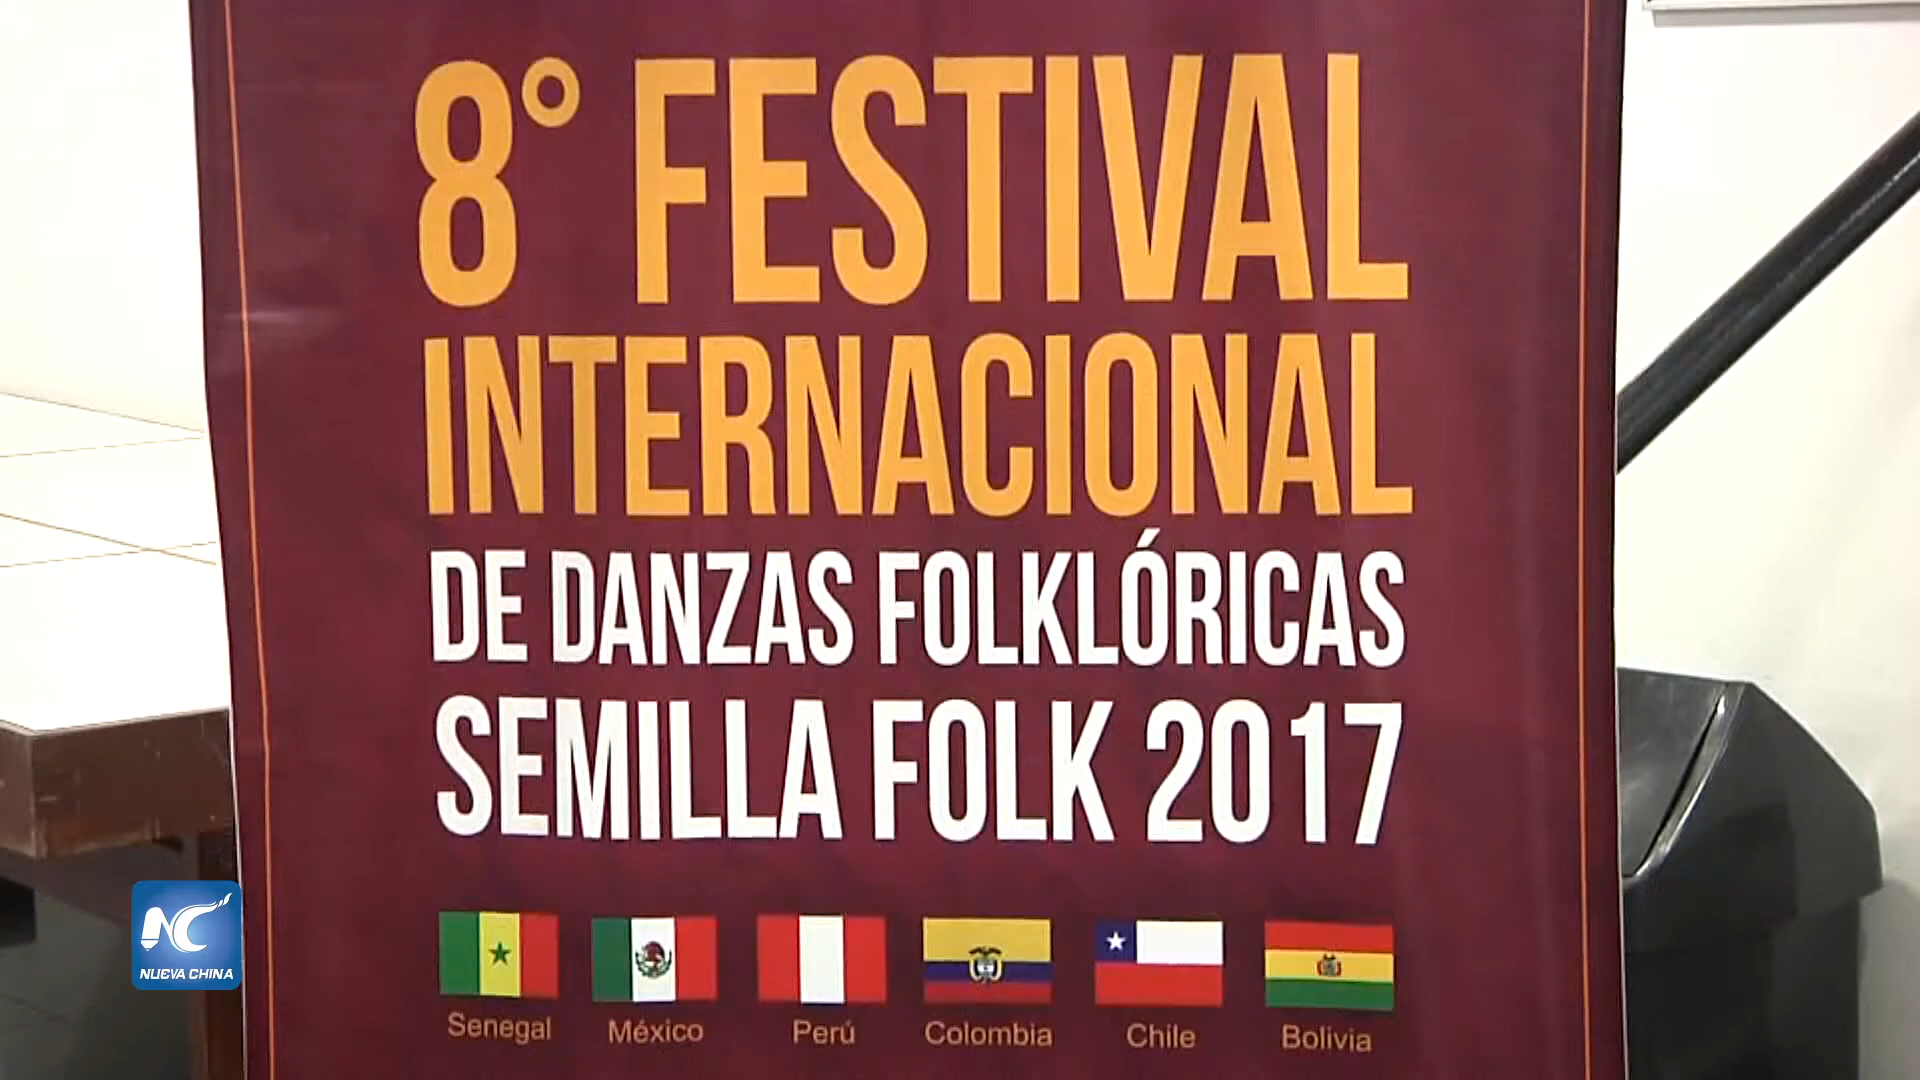 8° FESTIVAL
INTERNACIONAL
DE DANZAS FOLKLÓRICAS
SEMILLA FOLK 2017
Senegal México Perú Colombia Chile Bolivia
NC
NUEVA CHINA